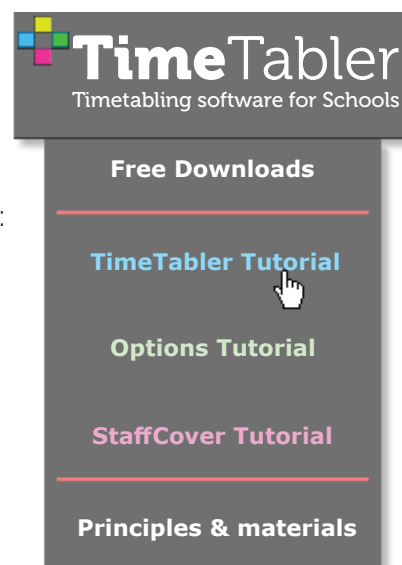 TimeTabler
Timetabling software for Schools
Free Downloads
:
TimeTabler Tutorial
Options Tutorial
StaffCover Tutorial
Principles & materials